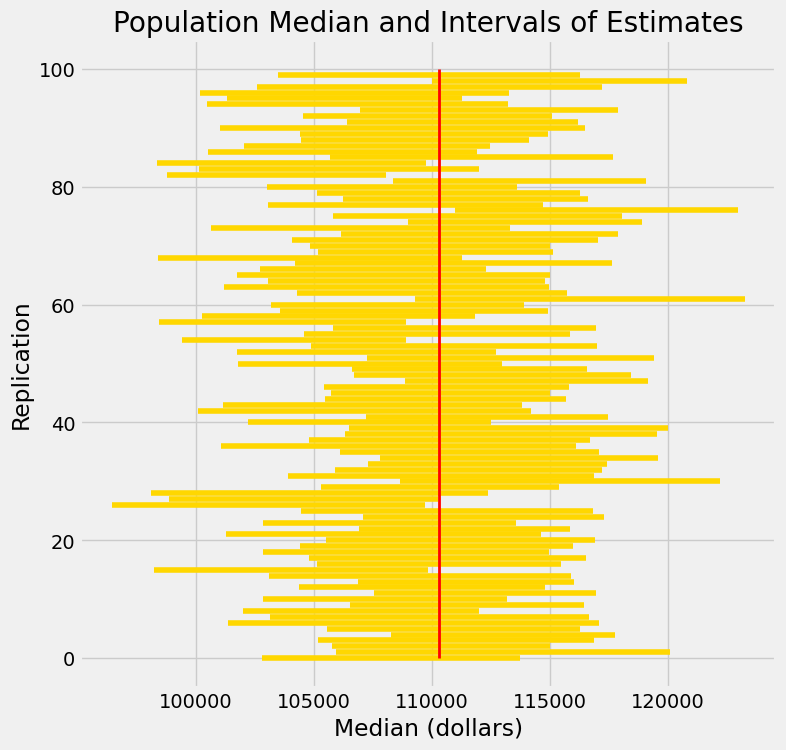 Population Median and Intervals of Estimates
100
80
60
40
20
0
Replication
100000 105000 110000 115000 120000
Median (dollars)